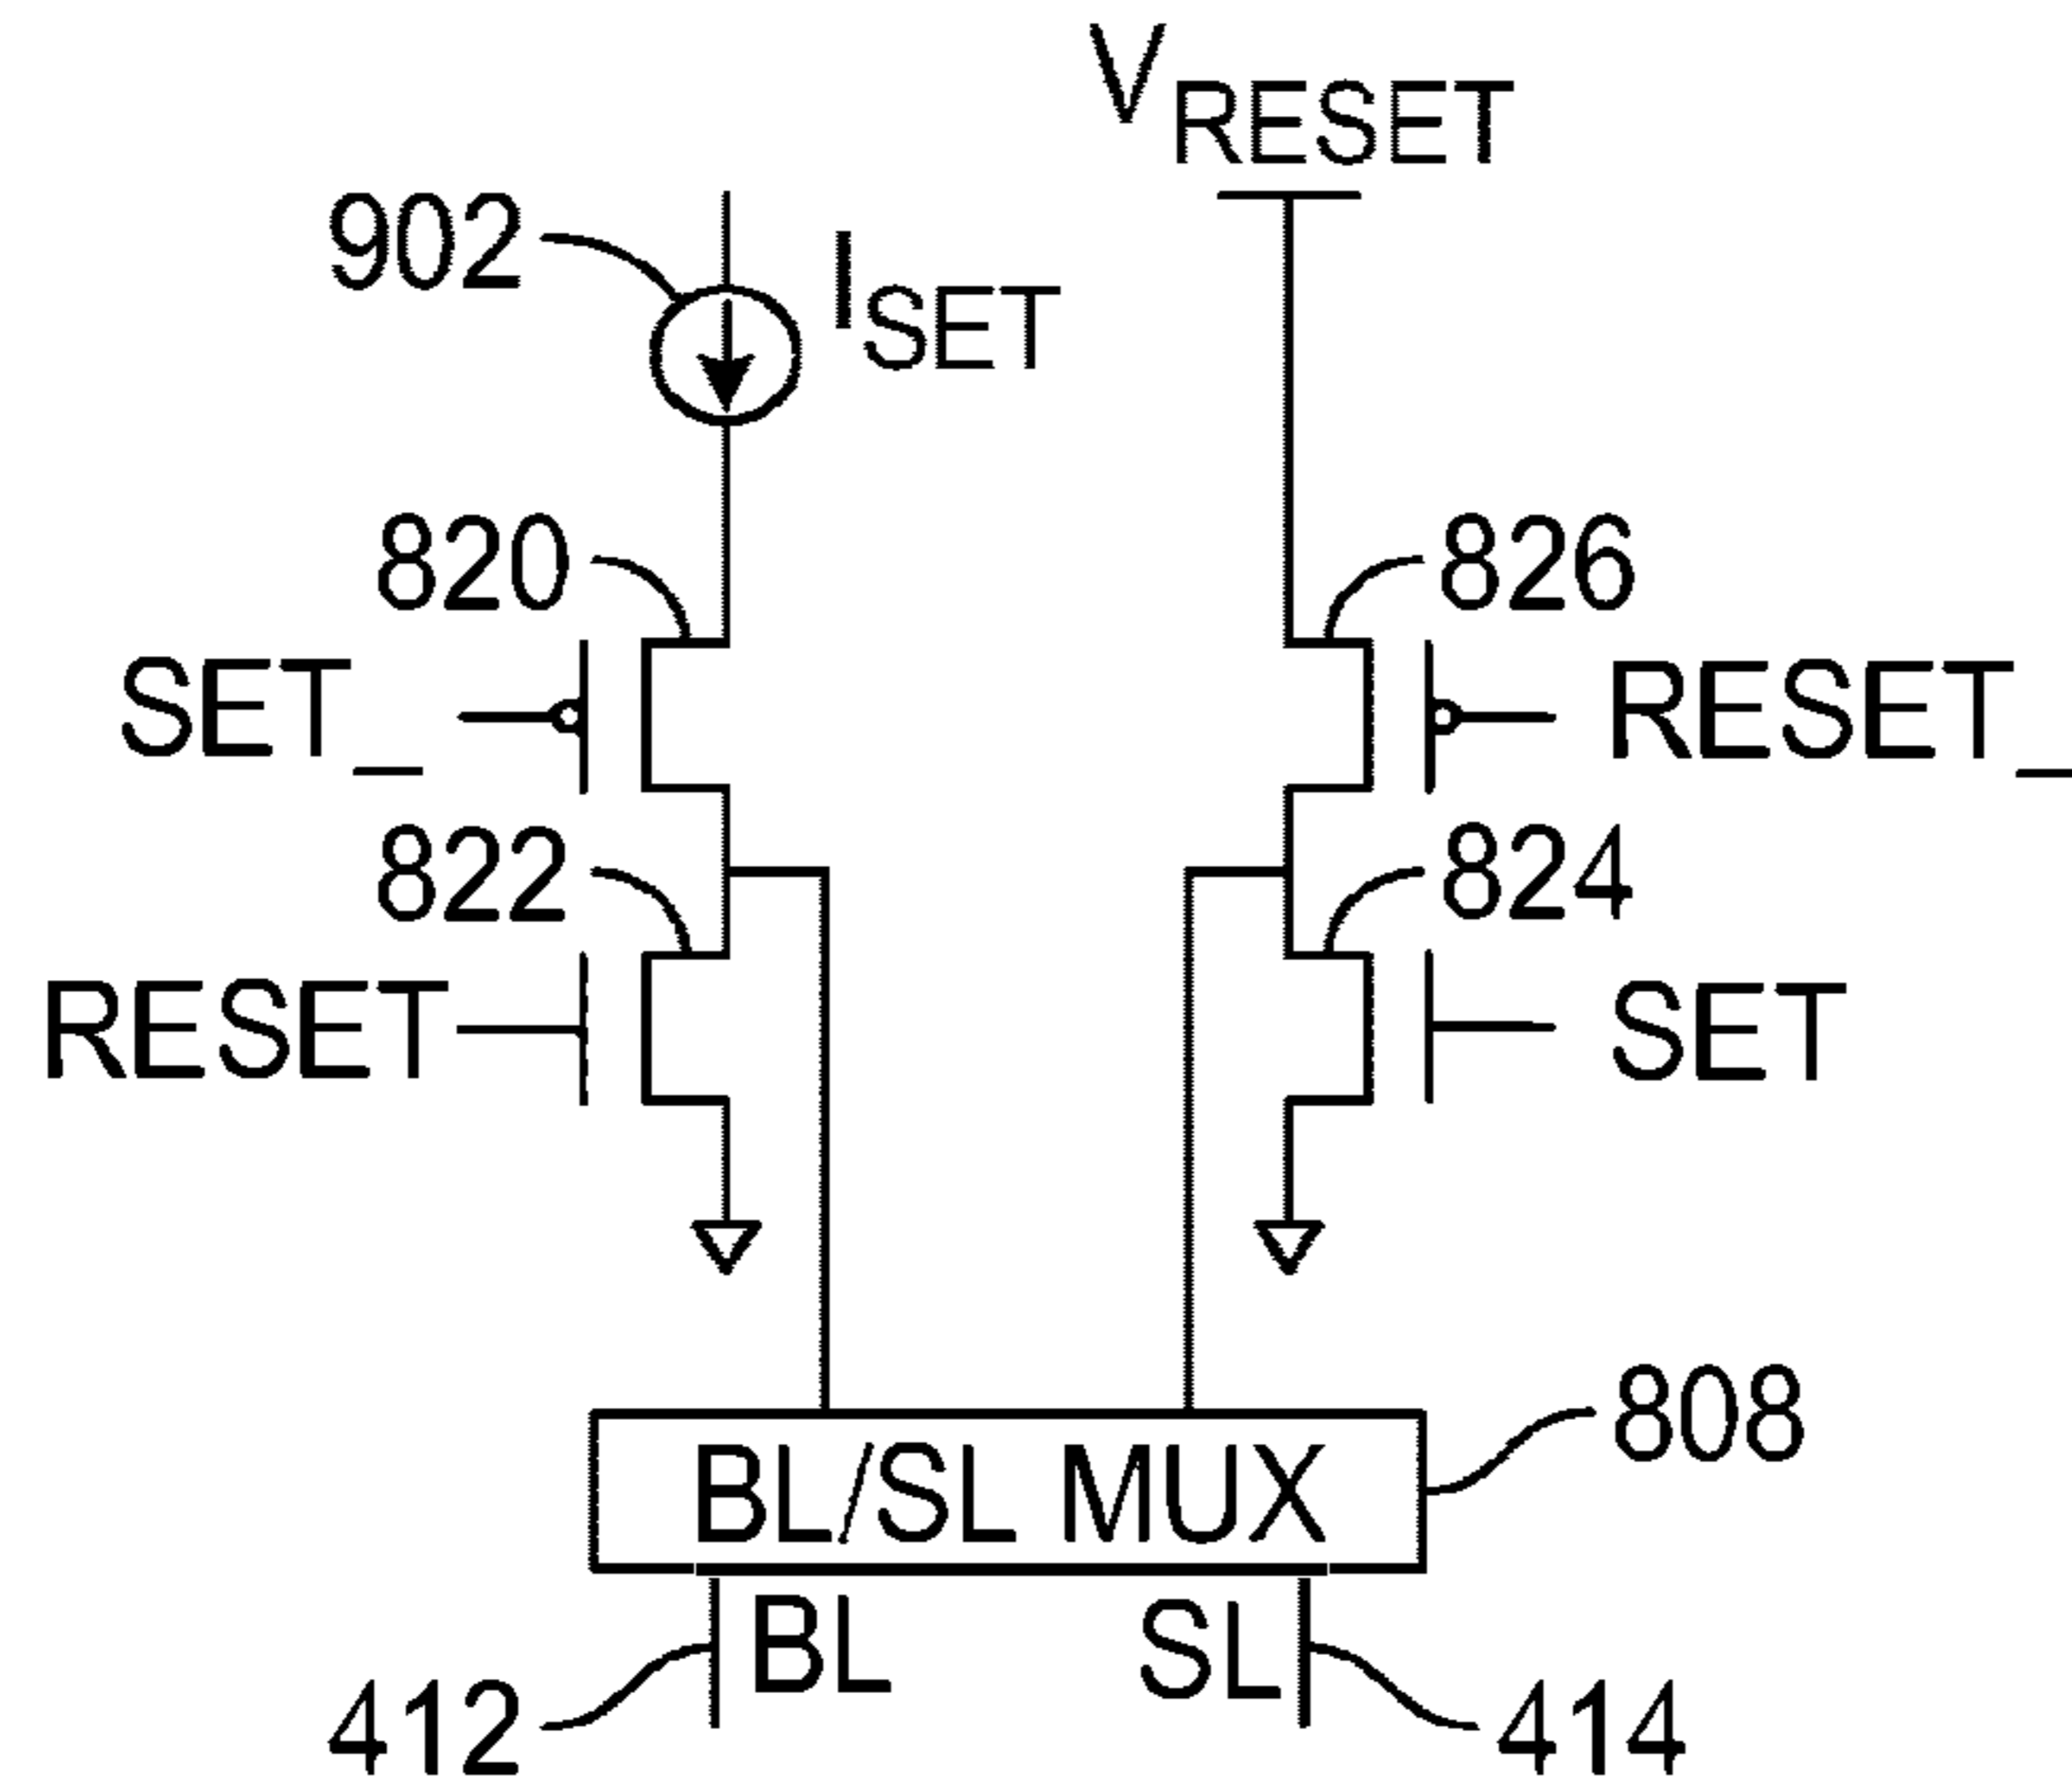 VRESET
902
ISET
820
826
SET_
RESET_
822
824
RESET
SET
808
BL/SL MUX
BL
SL
412
414